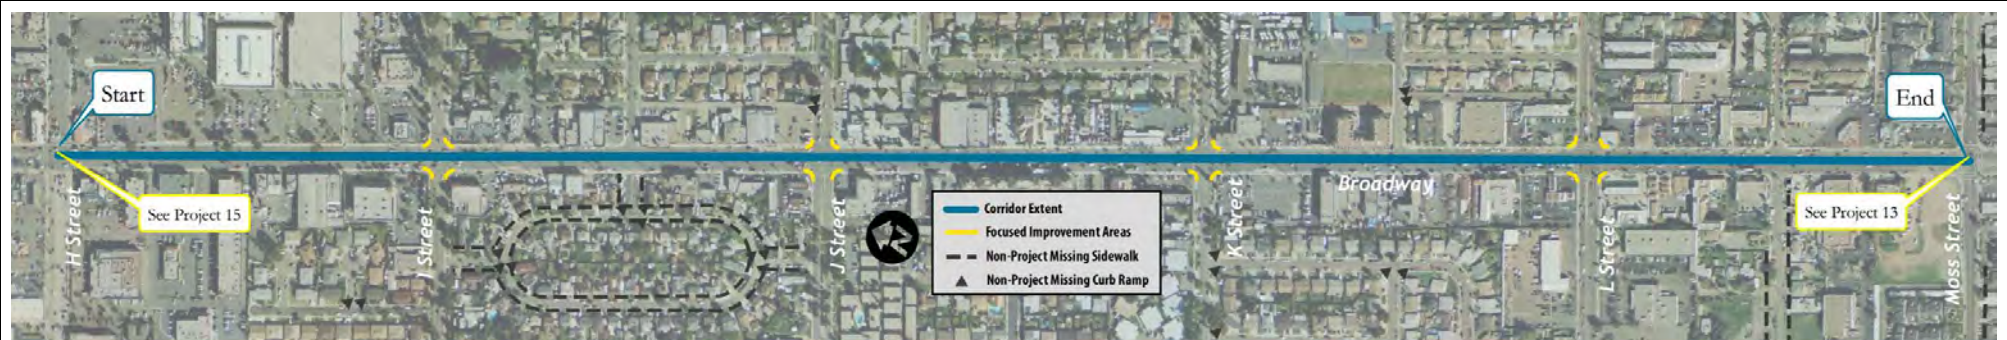 Start
End
See Project 15
See Project 13
H Street
I Street
J Street
K Street
Broadway
L Street
Moss Street
Corridor Extent
Focused Improvement Areas
Non-Project Missing Sidewalk
Non-Project Missing Curb Ramp